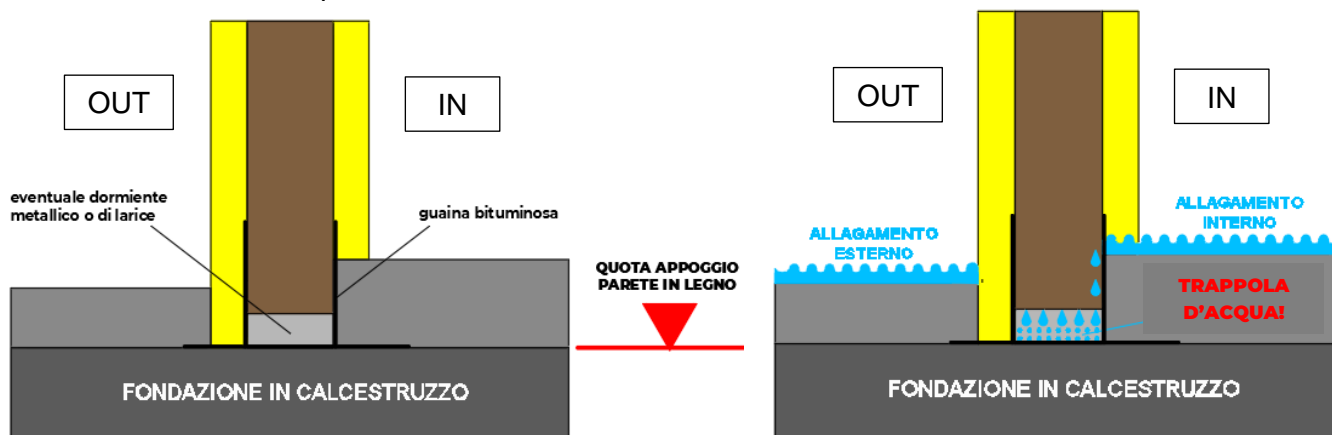 OUT
IN
eventuale dormiente
metallico o di larice
guaina bituminosa
QUOTA APPOGGIO
PARETE IN LEGNO
FONDAZIONE IN CALCESTRUZZO
OUT
IN
ALLAGAMENTO
ESTERNO
ALLAGAMENTO
INTERNO
TRAPPOLA
D'ACQUA!
FONDAZIONE IN CALCESTRUZZO